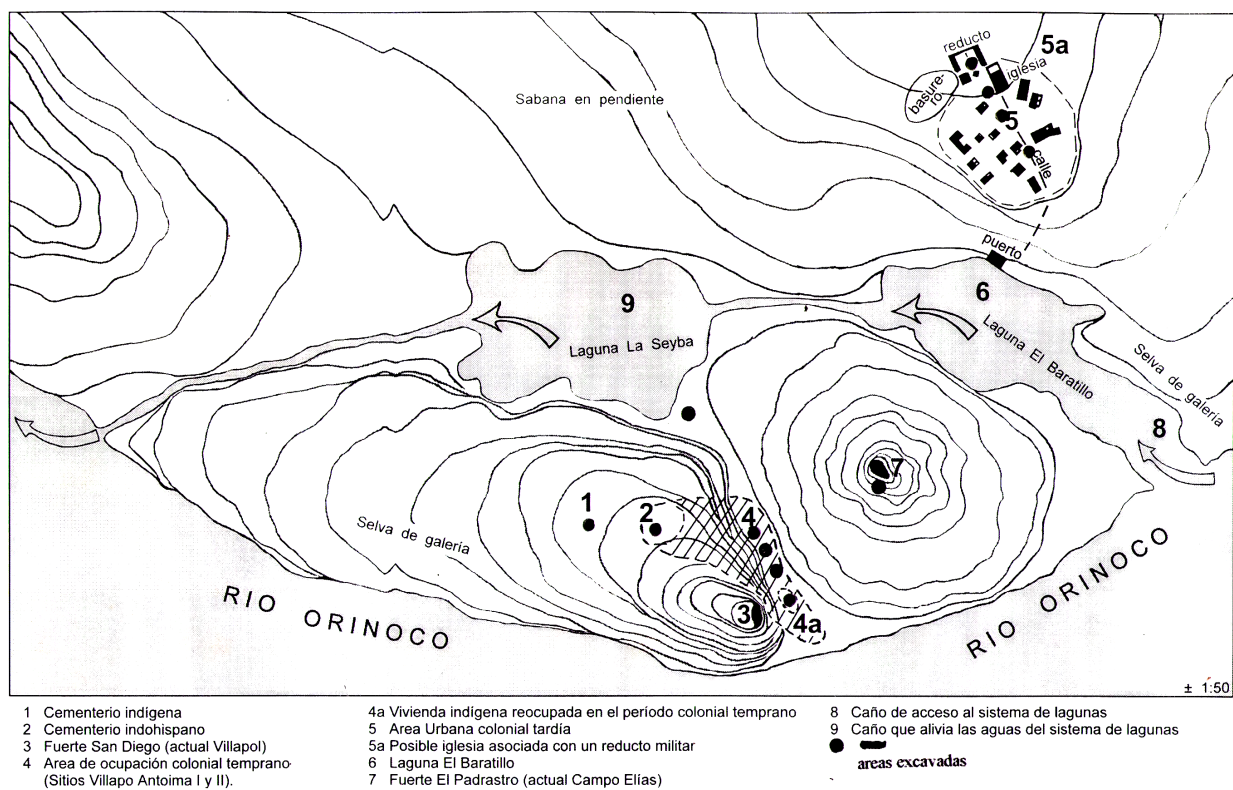 reducto
5a
iglésia
basure-
ro
Sabana en pendiente
5
calle
puerto
9
6
Laguna La Seyba
Laguna El Baratillo
Selva de galería
8
7
1
2
4
Selva de galería
3
4a
RIO ORINOCO
RIO ORINOCO
± 1:50
1 Cementerio indígena
2 Cementerio indohispano
3 Fuerte San Diego (actual Villapol)
4 Area de ocupación colonial temprano
(Sitios Villapo Antoima I y II).
4a Vivienda indígena reocupada en el período colonial temprano
5 Area Urbana colonial tardía
5a Posible iglesia asociada con un reducto militar
6 Laguna El Baratillo
7 Fuerte El Padrastro (actual Campo Elías)
8 Caño de acceso al sistema de lagunas
9 Caño que alivia las aguas del sistema de lagunas
areas excavadas